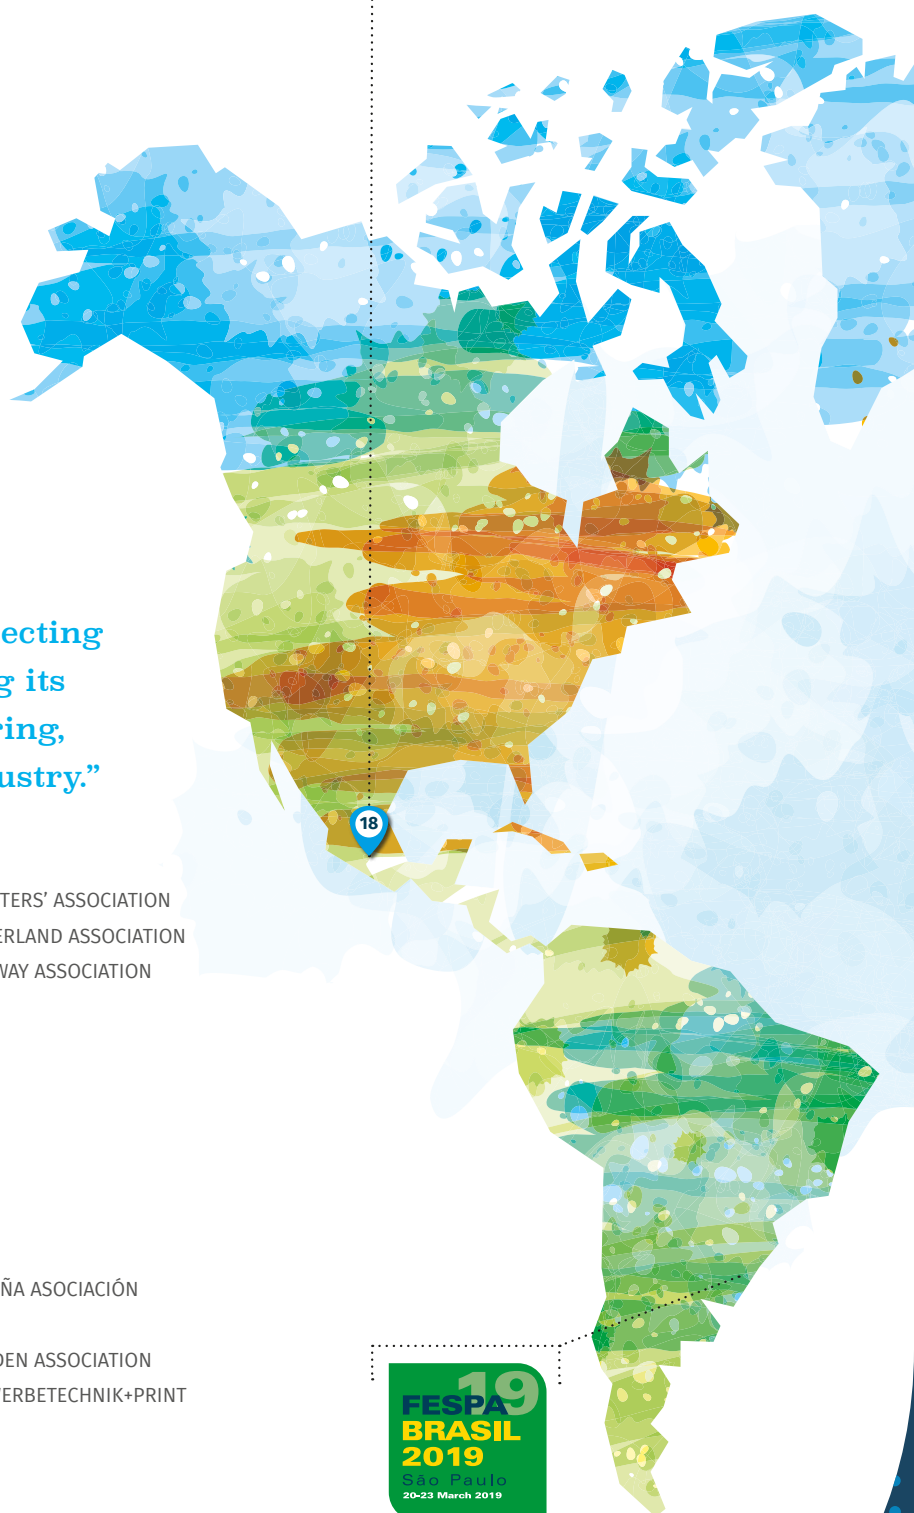 ecting
g its
ring,
ustry.”
18
TERS’ ASSOCIATION
ERLAND ASSOCIATION
WAY ASSOCIATION
ÑA ASOCIACIÓN
DEN ASSOCIATION
ERBETECHNIK+PRINT
19
FESPA
BRASIL
2019
São Paulo
20-23 March 2019